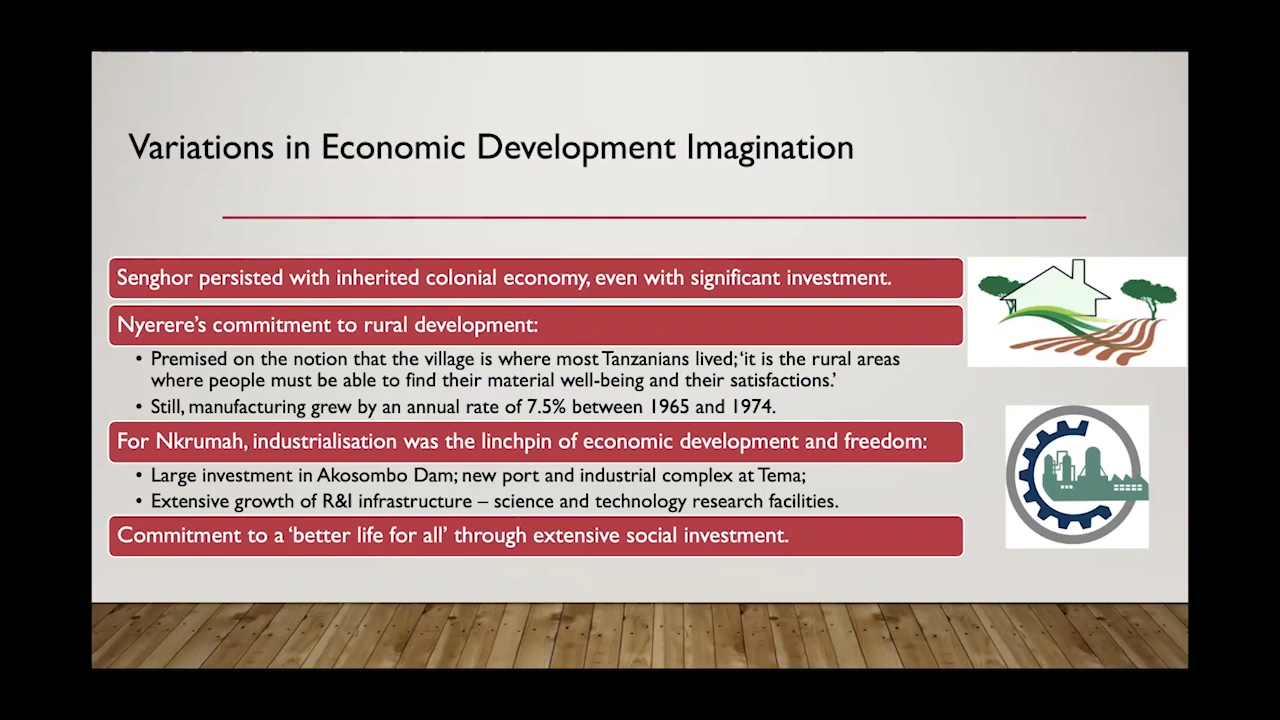 Variations in Economic Development Imagination
Senghor persisted with inherited colonial economy, even with significant investment.
Nyerere's commitment to rural development:
• Premised on the notion that the village is where most Tanzanians lived; 'it is the rural areas
where people must be able to find their material well-being and their satisfactions.'
• Still, manufacturing grew by an annual rate of 7.5% between 1965 and 1974.
For Nkrumah, industrialisation was the linchpin of economic development and freedom:
• Large investment in Akosombo Dam; new port and industrial complex at Tema;
• Extensive growth of R&I infrastructure – science and technology research facilities.
Commitment to a 'better life for all' through extensive social investment.